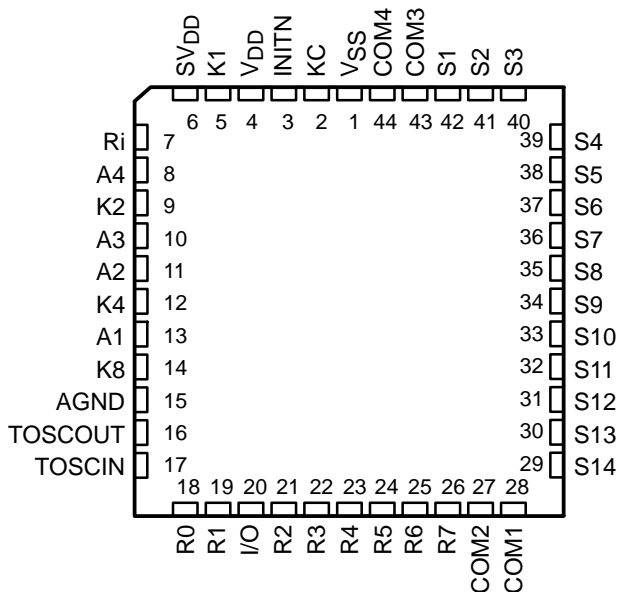 SVDD K1 VDD INITN KC VSS COM4 COM3 S1 S2 S3
6 5 4 3 2 1 44 43 42 41 40
Ri 7 39 S4
A4 8 38 S5
K2 9 37 S6
A3 10 36 S7
A2 11 35 S8
K4 12 34 S9
A1 13 33 S10
K8 14 32 S11
AGND 15 31 S12
TOSCOUT 16 30 S13
TOSCIN 17 29 S14
18 19 20 21 22 23 24 25 26 27 28
R0 R1 I/O R2 R3 R4 R5 R6 R7 COM2 COM1